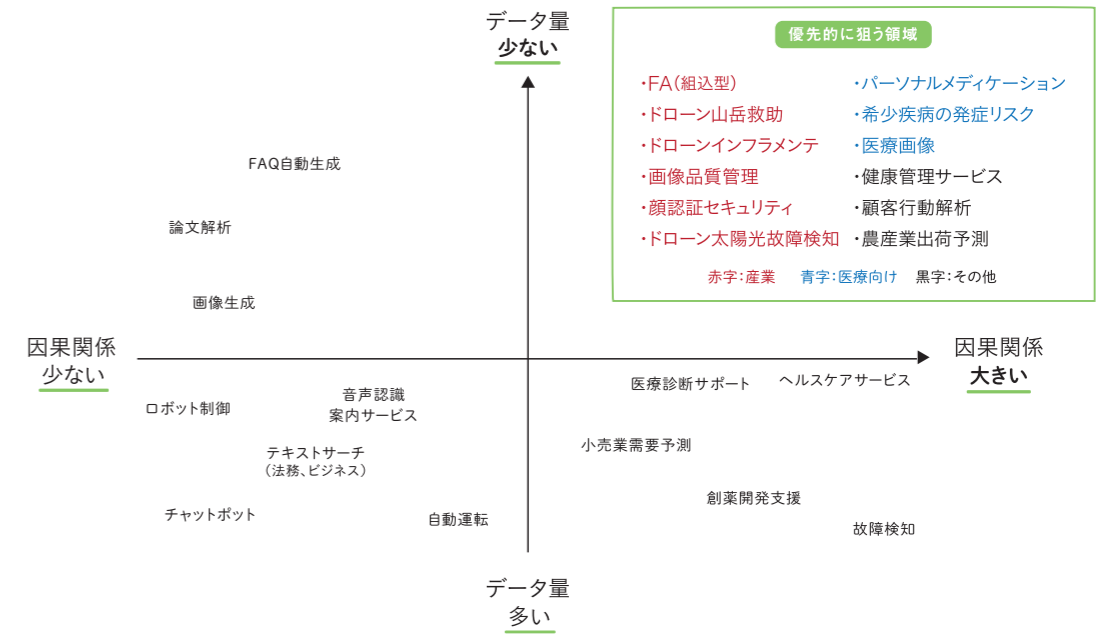 データ量
少ない
優先的に狙う領域
・FA(組込型)
・ドローン山岳救助
・ドローンインフラメンテ
・画像品質管理
・顔認証セキュリティ
・ドローン太陽光故障検知
・パーソナルメディケーション
・希少疾病の発症リスク
・医療画像
・健康管理サービス
・顧客行動解析
・農産業出荷予測
赤字：産業 青字：医療向け 黒字：その他
FAQ自動生成
論文解析
画像生成
因果関係
少ない
因果関係
大きい
ロボット制御
音声認識
案内サービス
テキストサーチ
（法務、ビジネス）
チャットポット
自動運転
医療診断サポート
ヘルスケアサービス
小売業需要予測
創薬開発支援
故障検知
データ量
多い